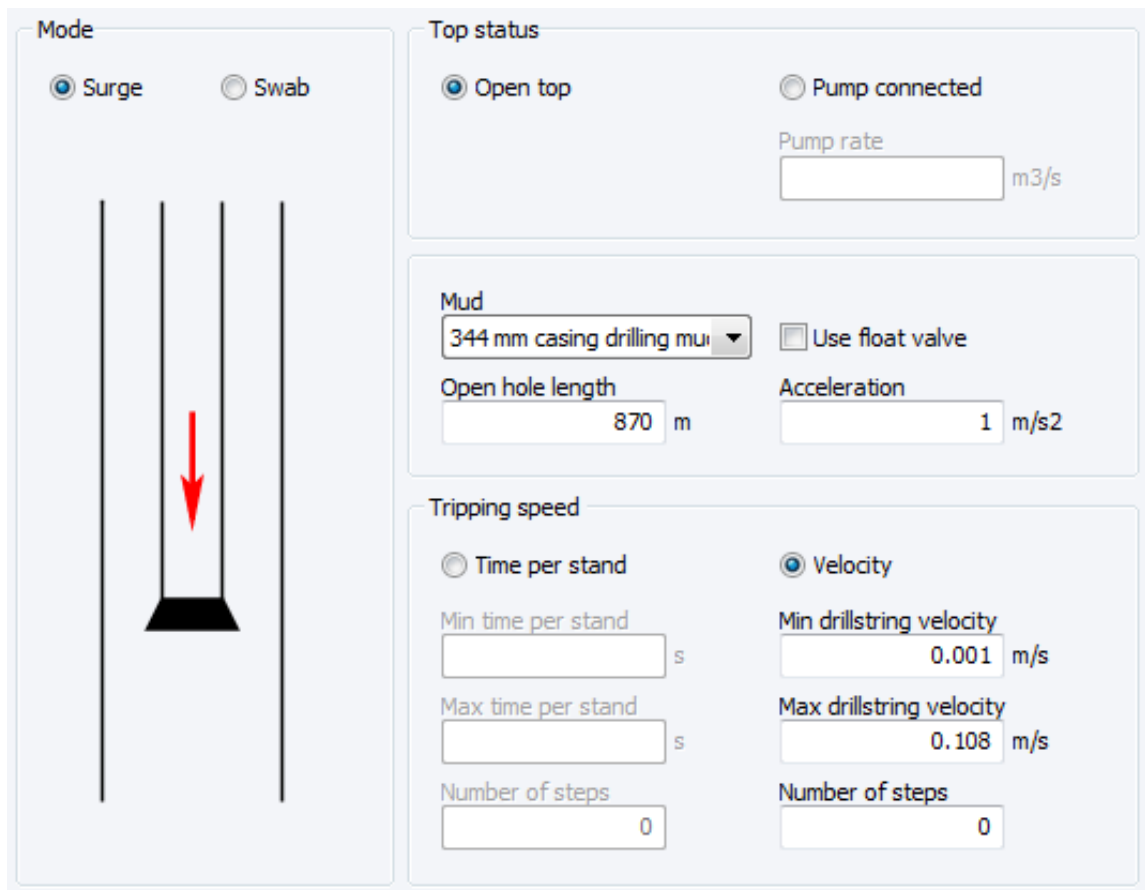 Mode
Surge
Swab
Top status
Open top
Pump connected
Pump rate
m3/s
Mud
344 mm casing drilling mu
Use float valve
Open hole length
870 m
Acceleration
1 m/s2
Tripping speed
Time per stand
Velocity
Min time per stand
s
Min drillstring velocity
0.001 m/s
Max time per stand
s
Max drillstring velocity
0.108 m/s
Number of steps
0
Number of steps
0